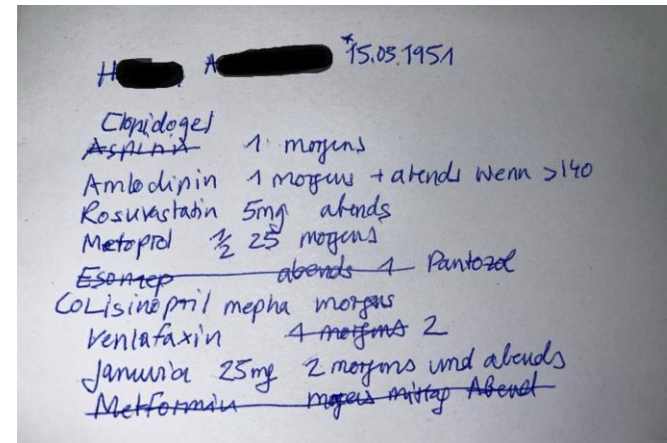 H A *15.03.1951
Clopidogel
Aspirin 1 morgens
Amlodipin 1 morgens + abends wenn >140
Rosuvastatin 5mg abends
Metoprol ½ 25 morgens
Esomep abends 1 Pantozol
CoLisinopril mepha morgens
Venlafaxin 1 morgens 2
Januvia 25mg 2 morgens und abends
Metformin morgens mittag Abend